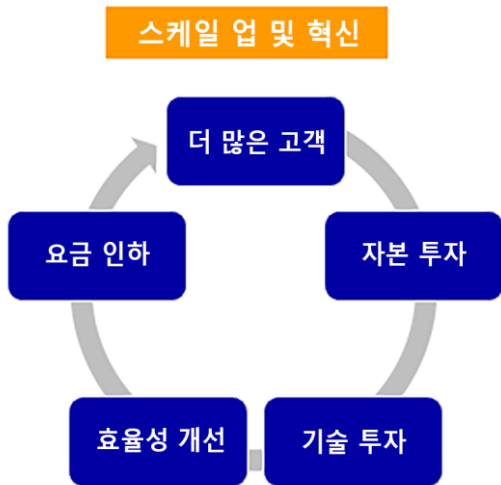 스케일 업 및 혁신
더 많은 고객
자본 투자
기술 투자
효율성 개선
요금 인하